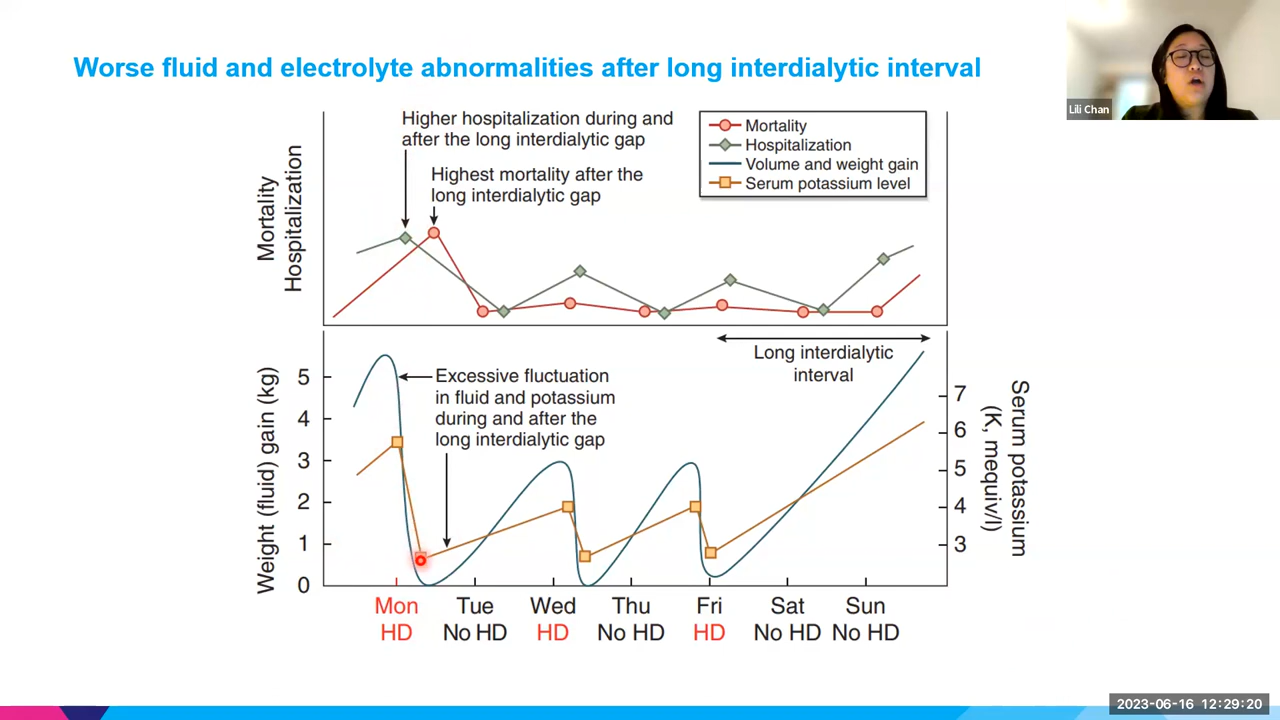 Worse fluid and electrolyte abnormalities after long interdialytic interval
Lili Chan
Higher hospitalization during and
after the long interdialytic gap
Highest mortality after the
long interdialytic gap
Mortality
Hospitalization
Volume and weight gain
Serum potassium level
Mortality
Hospitalization
Long interdialytic
interval
Excessive fluctuation
in fluid and potassium
during and after the
long interdialytic gap
Weight (fluid) gain (kg)
5
4
3
2
1
0
7
6
5
4
3
Serum potassium
(K, mequiv/l)
Mon Tue Wed Thu Fri Sat Sun
HD No HD HD No HD HD No HD No HD
2023-06-16 12:29:20